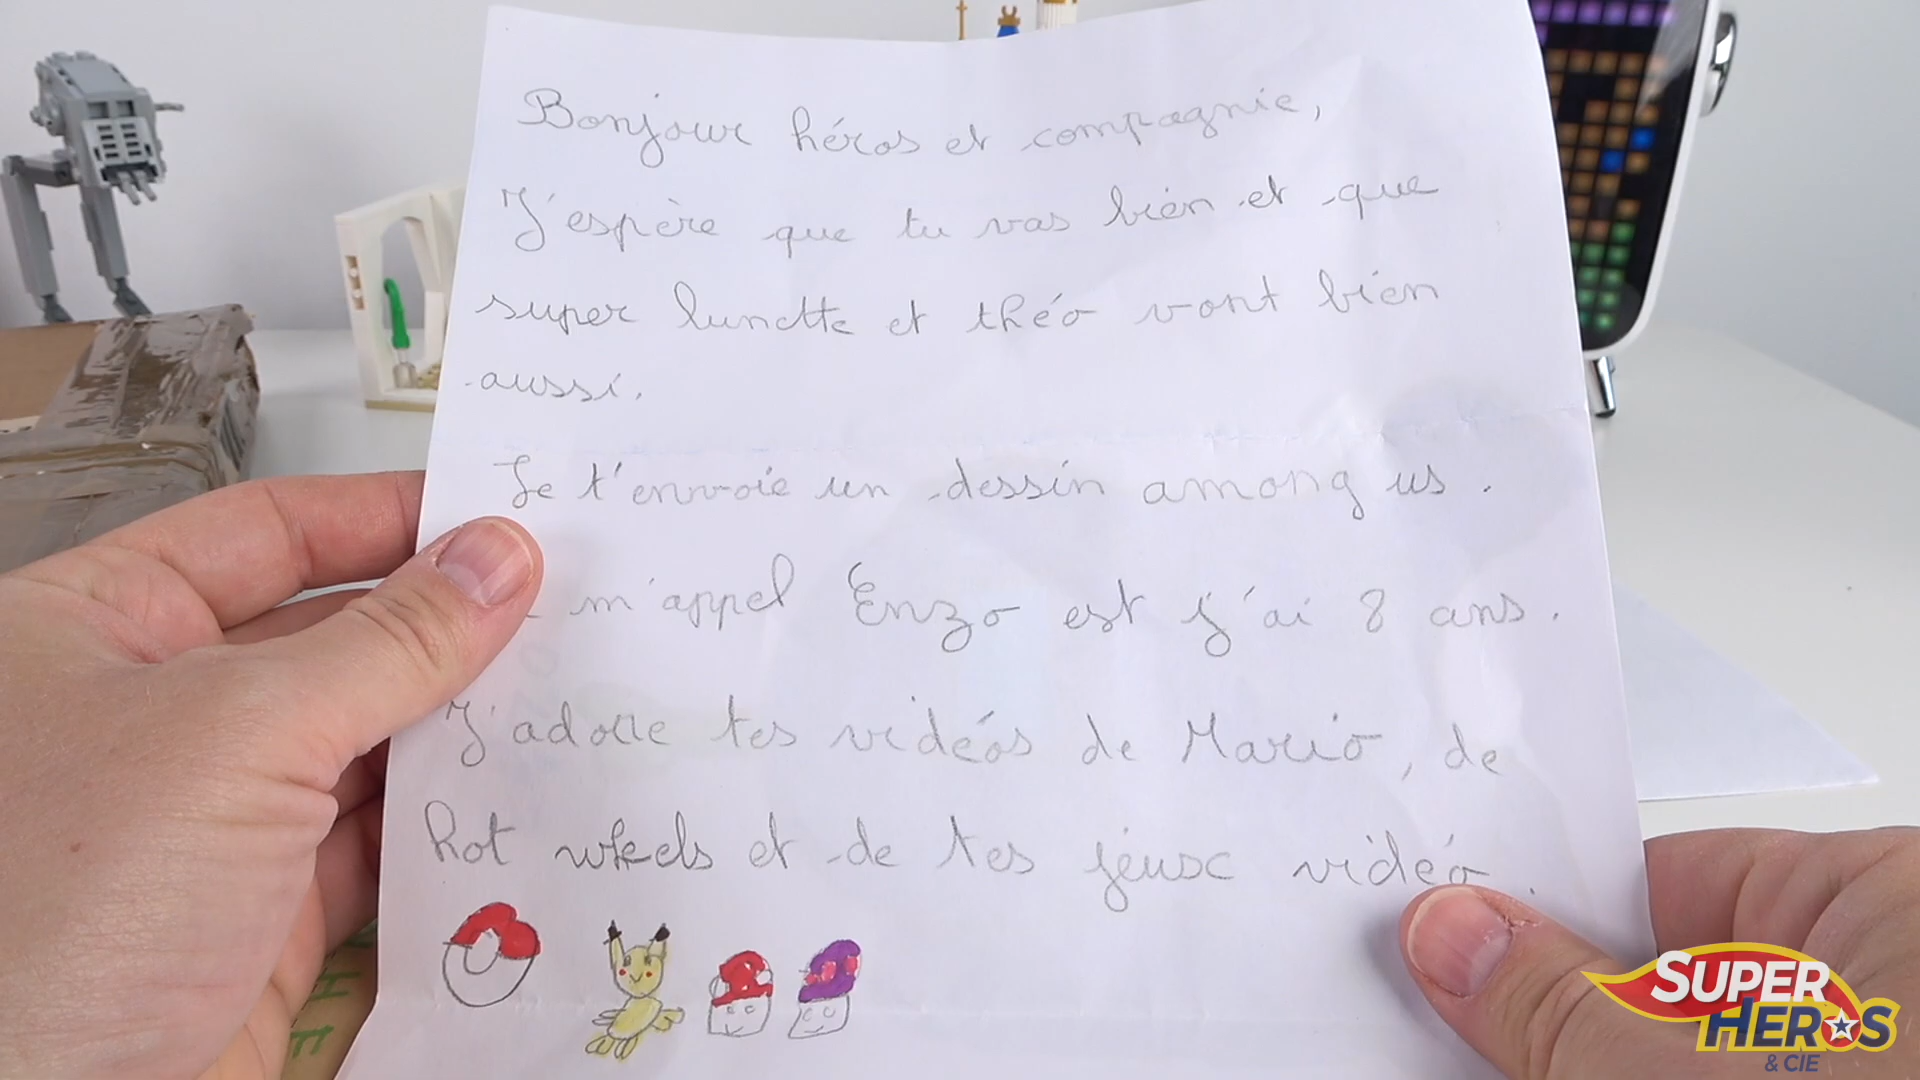 Bonjour héros et compagnie,
J'espère que tu vas bien et que
super lunette et théo vont bien
aussi.
Je t'envoie un dessin among us.
m'appel Enzo est j'ai 8 ans.
J'adore tes vidéos de Mario, de
hot wheels et de tes jeux vidéo.
SUPER
HEROS
& CIE